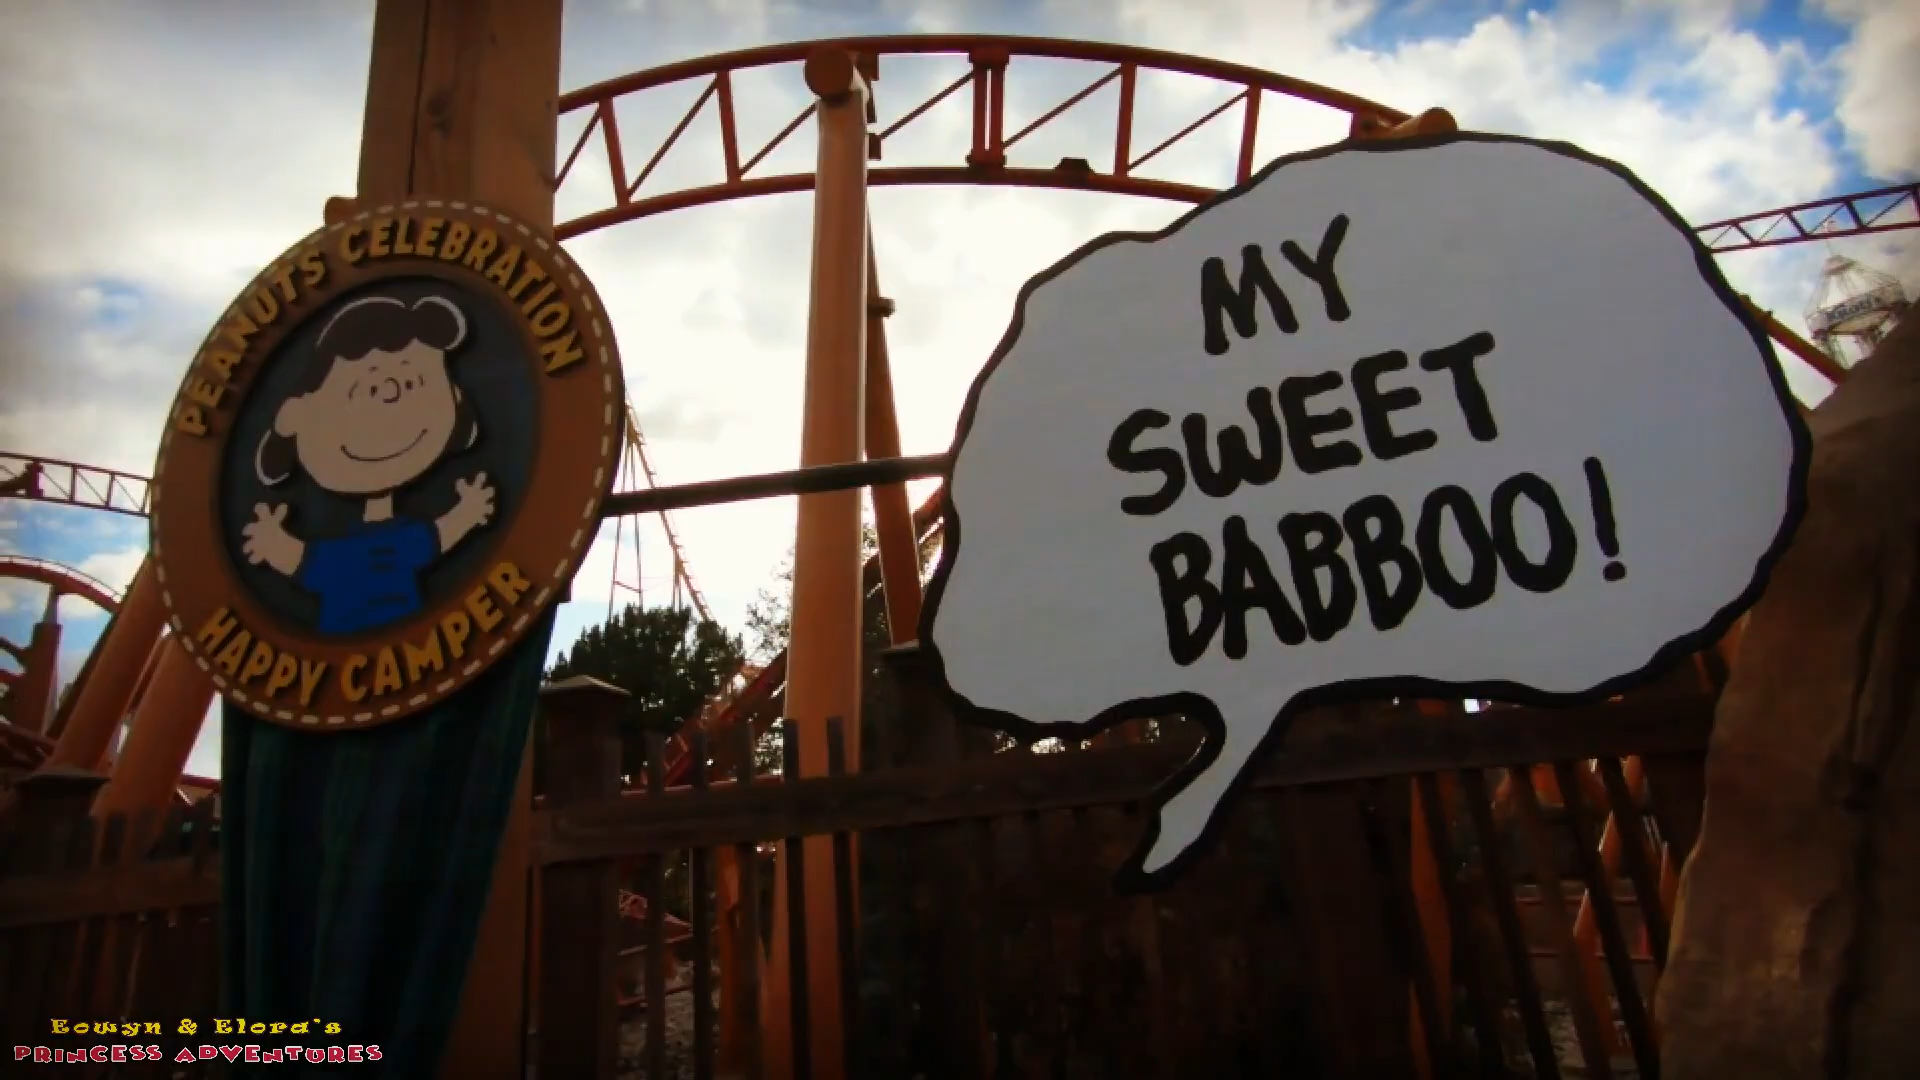 PEANUTS CELEBRATION
HAPPY CAMPER
MY
SWEET
BABBOO!
Eowyn & Elora's
PRINCESS ADVENTURES